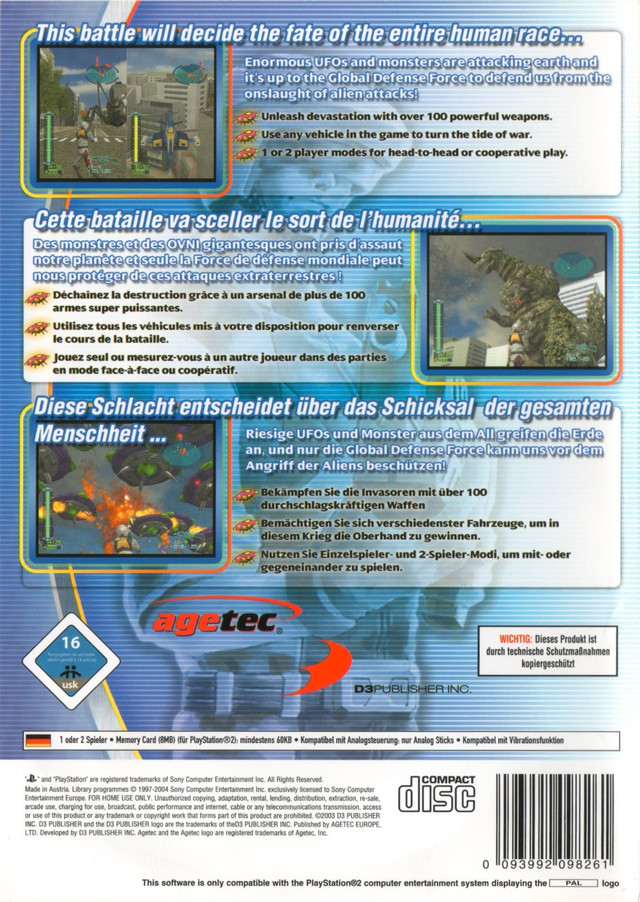 This battle will decide the fate of the entire human race...
Enormous UFOs and monsters are attacking earth and
it's up to the Global Defense Force to defend us from the
onslaught of alien attacks!
Unleash devastation with over 100 powerful weapons.
Use any vehicle in the game to turn the tide of war.
1 or 2 player modes for head-to-head or cooperative play.
Cette bataille va sceller le sort de l'humanité...
Des monstres et des OVNI gigantesques ont pris d'assaut
notre planète et seule la Force de défense mondiale peut
nous protéger de ces attaques extraterrestres !
Déchaînez la destruction grâce à un arsenal de plus de 100
armes super puissantes.
Utilisez tous les véhicules mis à votre disposition pour renverser
le cours de la bataille.
Jouez seul ou mesurez-vous à un autre joueur dans des parties
en mode face-à-face ou coopératif.
Diese Schlacht entscheidet über das Schicksal der gesamten
Menschheit ...
Riesige UFOs und Monster aus dem All greifen die Erde
an, und nur die Global Defense Force kann uns vor dem
Angriff der Aliens beschützen!
Bekämpfen Sie die Invasoren mit über 100
durchschlagskräftigen Waffen
Bemächtigen Sie sich verschiedenster Fahrzeuge, um in
diesem Krieg die Oberhand zu gewinnen.
Nutzen Sie Einzelspieler- und 2-Spieler-Modi, um mit- oder
gegeneinander zu spielen.
agetec®
16
usk
D3PUBLISHER INC.
WICHTIG: Dieses Produkt ist
durch technische Schutzmaßnahmen
kopiergeschützt
1 oder 2 Spieler • Memory Card (8MB) (für PlayStation®2): mindestens 60KB • Kompatibel mit Analogsteuerung: nur Analog Sticks • Kompatibel mit Vibrationsfunktion
" " and "PlayStation" are registered trademarks of Sony Computer Entertainment Inc. All Rights Reserved.
Made in Austria. Library programmes © 1997-2004 Sony Computer Entertainment Inc. exclusively licensed to Sony Computer
Entertainment Europe. FOR HOME USE ONLY. Unauthorized copying, adaptation, rental, lending, distribution, extraction, re-sale,
arcade use, charging for use, broadcast, public performance and internet, cable or any telecommunications transmission, access
or use of this product or any trademark or copyright work that forms part of this product are prohibited. ©2003 D3 PUBLISHER
INC. D3 PUBLISHER and the D3 PUBLISHER logo are the trademarks of theD3 PUBLISHER INC. Published by AGETEC EUROPE,
LTD. Developed by D3 PUBLISHER INC. Agetec and the Agetec logo are registered trademarks of Agetec, Inc.
COMPACT
disc
0 093992 098261
This software is only compatible with the PlayStation®2 computer entertainment system displaying the PAL logo